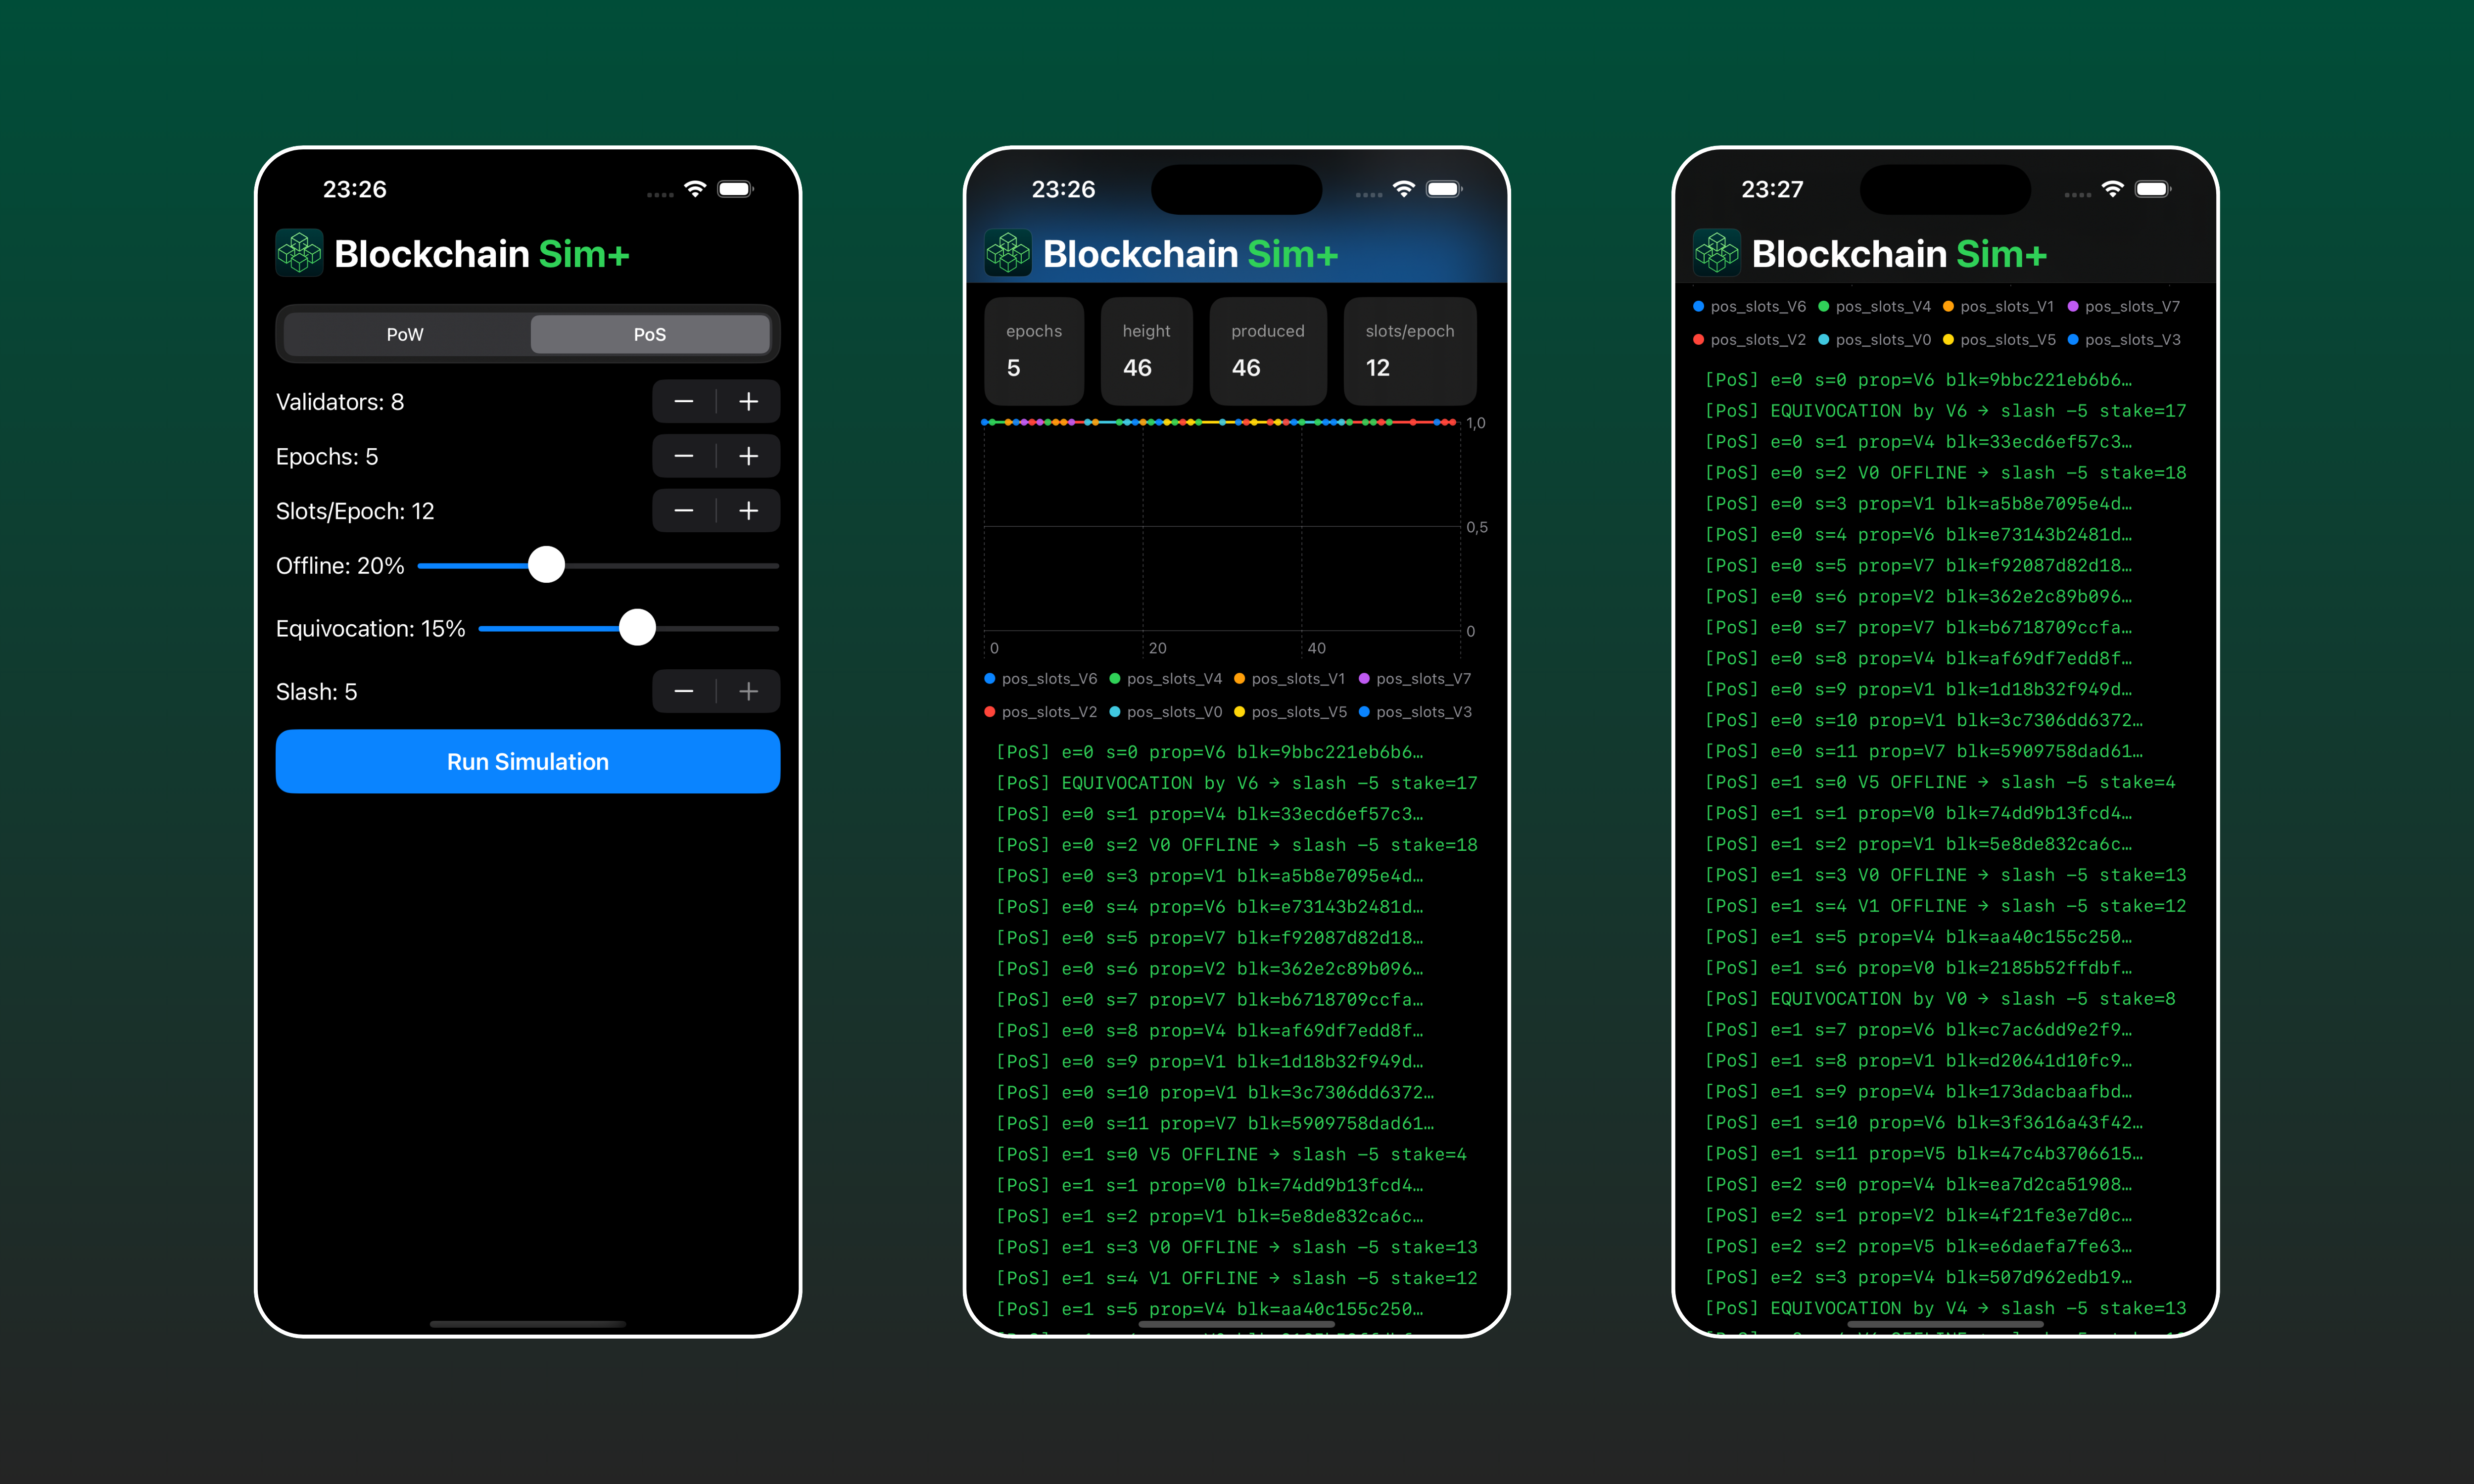 23:26
Blockchain Sim+
PoW PoS
Validators: 8
Epochs: 5
Slots/Epoch: 12
Offline: 20%
Equivocation: 15%
Slash: 5
Run Simulation
23:26
Blockchain Sim+
epochs height produced slots/epoch
5 46 46 12
1,0
0,5
0
0 20 40
pos_slots_V6 pos_slots_V4 pos_slots_V1 pos_slots_V7
pos_slots_V2 pos_slots_V0 pos_slots_V5 pos_slots_V3
[PoS] e=0 s=0 prop=V6 blk=9bbc221eb6b6…
[PoS] EQUIVOCATION by V6 → slash −5 stake=17
[PoS] e=0 s=1 prop=V4 blk=33ecd6ef57c3…
[PoS] e=0 s=2 V0 OFFLINE → slash −5 stake=18
[PoS] e=0 s=3 prop=V1 blk=a5b8e7095e4d…
[PoS] e=0 s=4 prop=V6 blk=e73143b2481d…
[PoS] e=0 s=5 prop=V7 blk=f92087d82d18…
[PoS] e=0 s=6 prop=V2 blk=362e2c89b096…
[PoS] e=0 s=7 prop=V7 blk=b6718709ccfa…
[PoS] e=0 s=8 prop=V4 blk=af69df7edd8f…
[PoS] e=0 s=9 prop=V1 blk=1d18b32f949d…
[PoS] e=0 s=10 prop=V1 blk=3c7306dd6372…
[PoS] e=0 s=11 prop=V7 blk=5909758dad61…
[PoS] e=1 s=0 V5 OFFLINE → slash −5 stake=4
[PoS] e=1 s=1 prop=V0 blk=74dd9b13fcd4…
[PoS] e=1 s=2 prop=V1 blk=5e8de832ca6c…
[PoS] e=1 s=3 V0 OFFLINE → slash −5 stake=13
[PoS] e=1 s=4 V1 OFFLINE → slash −5 stake=12
[PoS] e=1 s=5 prop=V4 blk=aa40c155c250…
23:27
Blockchain Sim+
pos_slots_V6 pos_slots_V4 pos_slots_V1 pos_slots_V7
pos_slots_V2 pos_slots_V0 pos_slots_V5 pos_slots_V3
[PoS] e=0 s=0 prop=V6 blk=9bbc221eb6b6…
[PoS] EQUIVOCATION by V6 → slash −5 stake=17
[PoS] e=0 s=1 prop=V4 blk=33ecd6ef57c3…
[PoS] e=0 s=2 V0 OFFLINE → slash −5 stake=18
[PoS] e=0 s=3 prop=V1 blk=a5b8e7095e4d…
[PoS] e=0 s=4 prop=V6 blk=e73143b2481d…
[PoS] e=0 s=5 prop=V7 blk=f92087d82d18…
[PoS] e=0 s=6 prop=V2 blk=362e2c89b096…
[PoS] e=0 s=7 prop=V7 blk=b6718709ccfa…
[PoS] e=0 s=8 prop=V4 blk=af69df7edd8f…
[PoS] e=0 s=9 prop=V1 blk=1d18b32f949d…
[PoS] e=0 s=10 prop=V1 blk=3c7306dd6372…
[PoS] e=0 s=11 prop=V7 blk=5909758dad61…
[PoS] e=1 s=0 V5 OFFLINE → slash −5 stake=4
[PoS] e=1 s=1 prop=V0 blk=74dd9b13fcd4…
[PoS] e=1 s=2 prop=V1 blk=5e8de832ca6c…
[PoS] e=1 s=3 V0 OFFLINE → slash −5 stake=13
[PoS] e=1 s=4 V1 OFFLINE → slash −5 stake=12
[PoS] e=1 s=5 prop=V4 blk=aa40c155c250…
[PoS] e=1 s=6 prop=V0 blk=2185b52ffdbf…
[PoS] EQUIVOCATION by V0 → slash −5 stake=8
[PoS] e=1 s=7 prop=V6 blk=c7ac6dd9e2f9…
[PoS] e=1 s=8 prop=V1 blk=d20641d10fc9…
[PoS] e=1 s=9 prop=V4 blk=173dacbaafbd…
[PoS] e=1 s=10 prop=V6 blk=3f3616a43f42…
[PoS] e=1 s=11 prop=V5 blk=47c4b3706615…
[PoS] e=2 s=0 prop=V4 blk=ea7d2ca51908…
[PoS] e=2 s=1 prop=V2 blk=4f21fe3e7d0c…
[PoS] e=2 s=2 prop=V5 blk=e6daefa7fe63…
[PoS] e=2 s=3 prop=V4 blk=507d962edb19…
[PoS] EQUIVOCATION by V4 → slash −5 stake=13